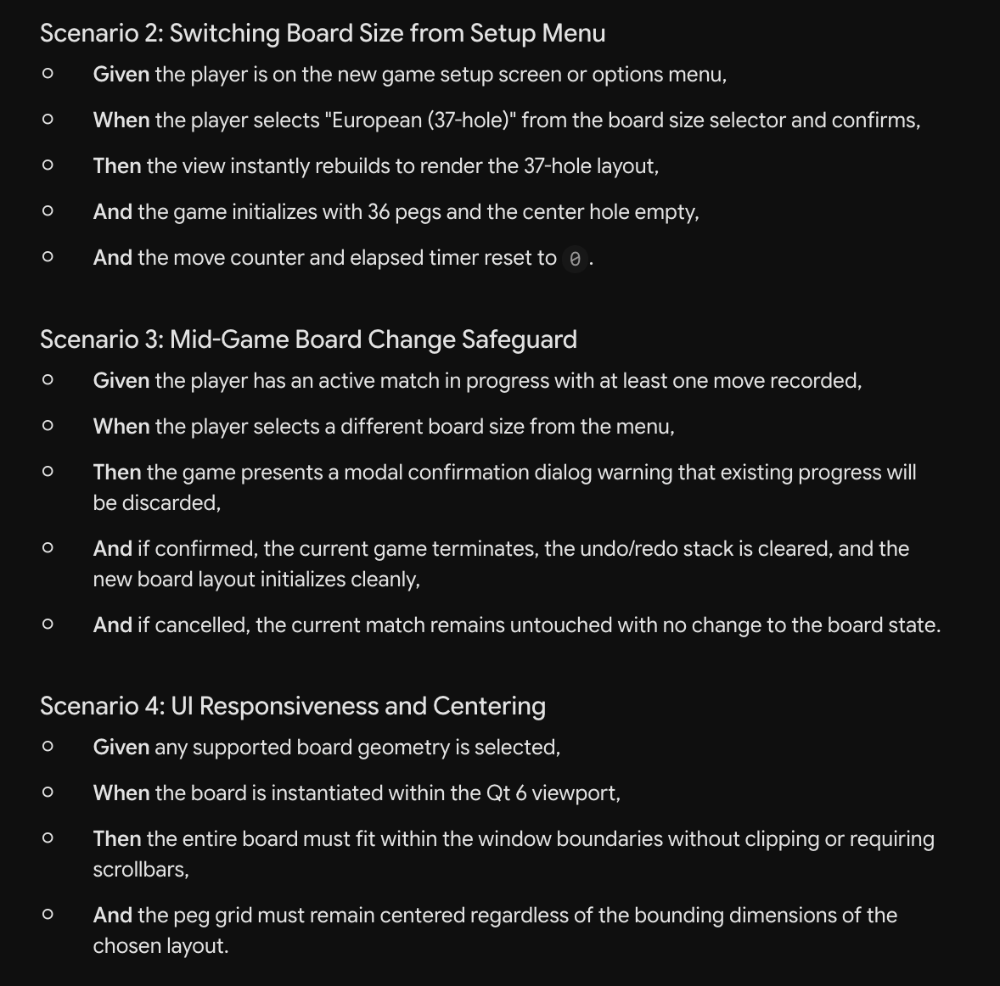 Scenario 2: Switching Board Size from Setup Menu
Given the player is on the new game setup screen or options menu,
When the player selects "European (37-hole)" from the board size selector and confirms,
Then the view instantly rebuilds to render the 37-hole layout,
And the game initializes with 36 pegs and the center hole empty,
And the move counter and elapsed timer reset to 0.
Scenario 3: Mid-Game Board Change Safeguard
Given the player has an active match in progress with at least one move recorded,
When the player selects a different board size from the menu,
Then the game presents a modal confirmation dialog warning that existing progress will
be discarded,
And if confirmed, the current game terminates, the undo/redo stack is cleared, and the
new board layout initializes cleanly,
And if cancelled, the current match remains untouched with no change to the board state.
Scenario 4: UI Responsiveness and Centering
Given any supported board geometry is selected,
When the board is instantiated within the Qt 6 viewport,
Then the entire board must fit within the window boundaries without clipping or requiring
scrollbars,
And the peg grid must remain centered regardless of the bounding dimensions of the
chosen layout.